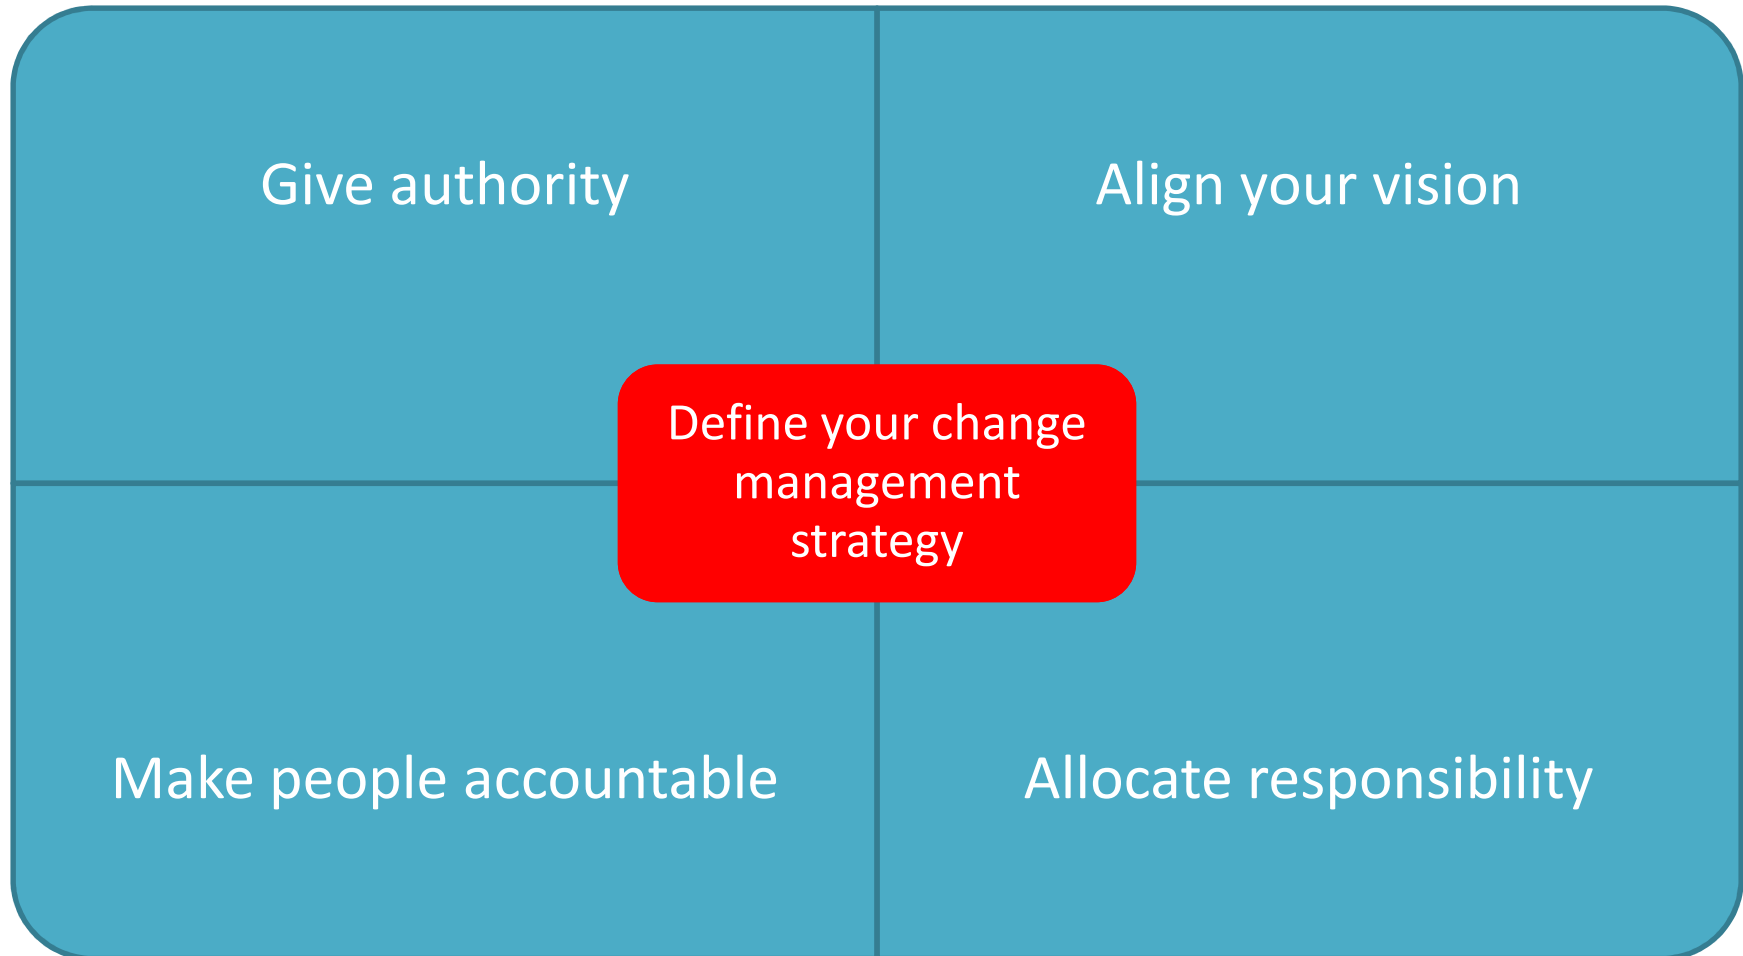 Give authority
Align your vision
Define your change
management
strategy
Make people accountable
Allocate responsibility